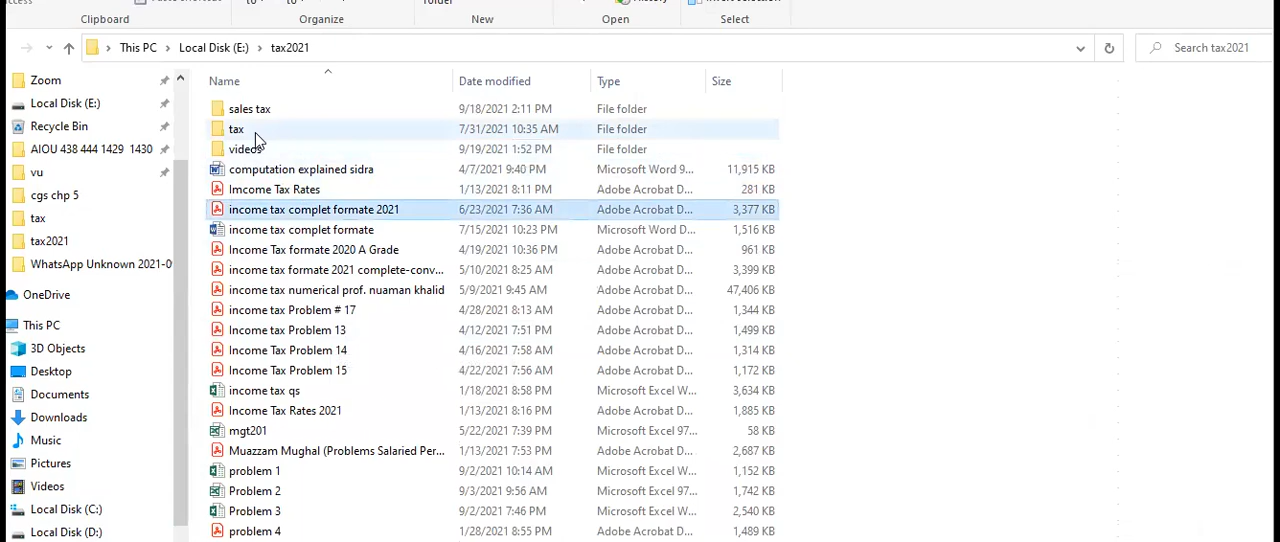 Clipboard
Organize
New
Open
Select
This PC > Local Disk (E:) > tax2021
Search tax2021
Name Date modified Type Size
Zoom
Local Disk (E:)
Recycle Bin
AIOU 438 444 1429 1430
vu
cgs chp 5
tax
tax2021
WhatsApp Unknown 2021-0
OneDrive
This PC
3D Objects
Desktop
Documents
Downloads
Music
Pictures
Videos
Local Disk (C:)
Local Disk (D:)
sales tax 9/18/2021 2:11 PM File folder
tax 7/31/2021 10:35 AM File folder
videos 9/19/2021 1:52 PM File folder
computation explained sidra 4/7/2021 9:40 PM Microsoft Word 9... 11,915 KB
Imcome Tax Rates 1/13/2021 8:11 PM Adobe Acrobat D... 281 KB
income tax complet formate 2021 6/23/2021 7:36 AM Adobe Acrobat D... 3,377 KB
income tax complet formate 7/15/2021 10:23 PM Microsoft Word D... 1,516 KB
Income Tax formate 2020 A Grade 4/19/2021 10:36 PM Adobe Acrobat D... 961 KB
income tax formate 2021 complete-conv... 5/10/2021 8:25 AM Adobe Acrobat D... 3,399 KB
income tax numerical prof. nuaman khalid 5/9/2021 9:45 AM Adobe Acrobat D... 47,406 KB
income tax Problem # 17 4/28/2021 8:13 AM Adobe Acrobat D... 1,344 KB
income tax Problem 13 4/12/2021 7:51 PM Adobe Acrobat D... 1,499 KB
Income Tax Problem 14 4/16/2021 7:58 AM Adobe Acrobat D... 1,314 KB
Income Tax Problem 15 4/22/2021 7:56 AM Adobe Acrobat D... 1,172 KB
income tax qs 1/18/2021 8:58 PM Microsoft Excel W... 3,634 KB
Income Tax Rates 2021 1/13/2021 8:16 PM Adobe Acrobat D... 1,885 KB
mgt201 5/22/2021 7:39 PM Microsoft Excel 97... 58 KB
Muazzam Mughal (Problems Salaried Per... 1/13/2021 7:53 PM Adobe Acrobat D... 2,687 KB
problem 1 9/2/2021 10:14 AM Microsoft Excel W... 1,152 KB
Problem 2 9/3/2021 9:56 AM Microsoft Excel 97... 1,742 KB
Problem 3 9/2/2021 7:46 PM Microsoft Excel W... 2,540 KB
problem 4 1/28/2021 8:55 PM Adobe Acrobat D... 1,489 KB